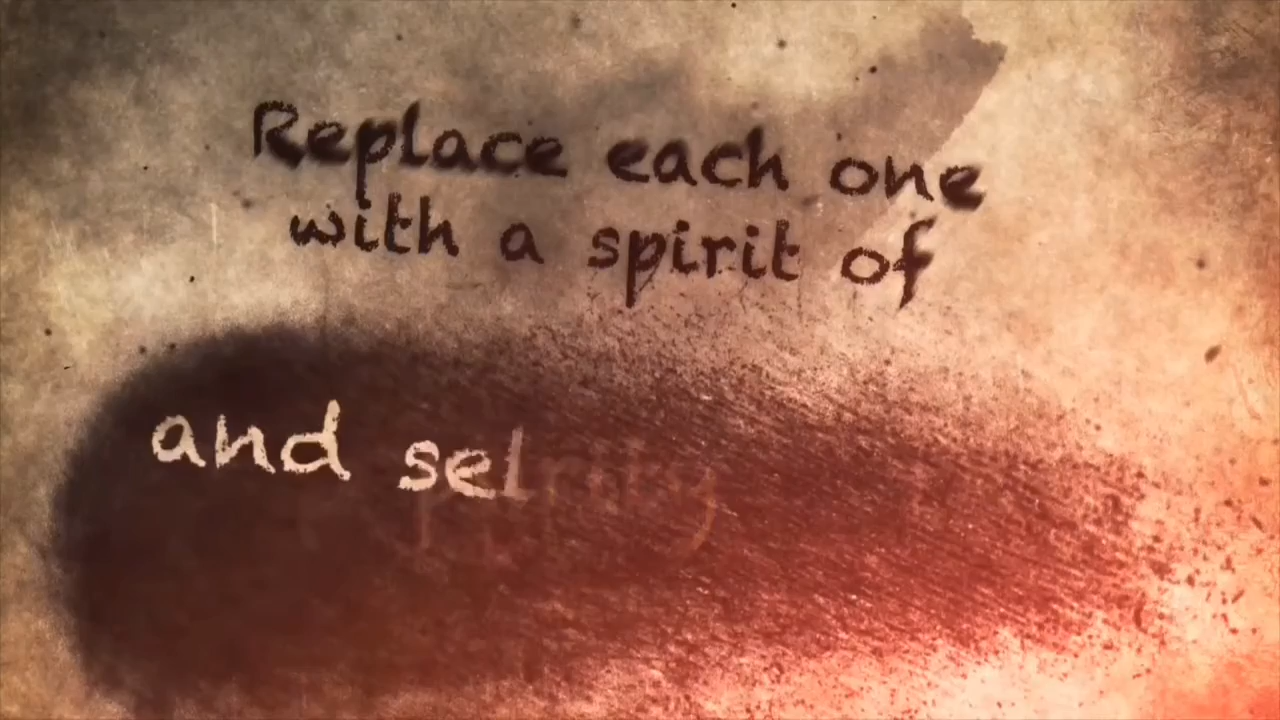 Replace each one
with a spirit of
and sel